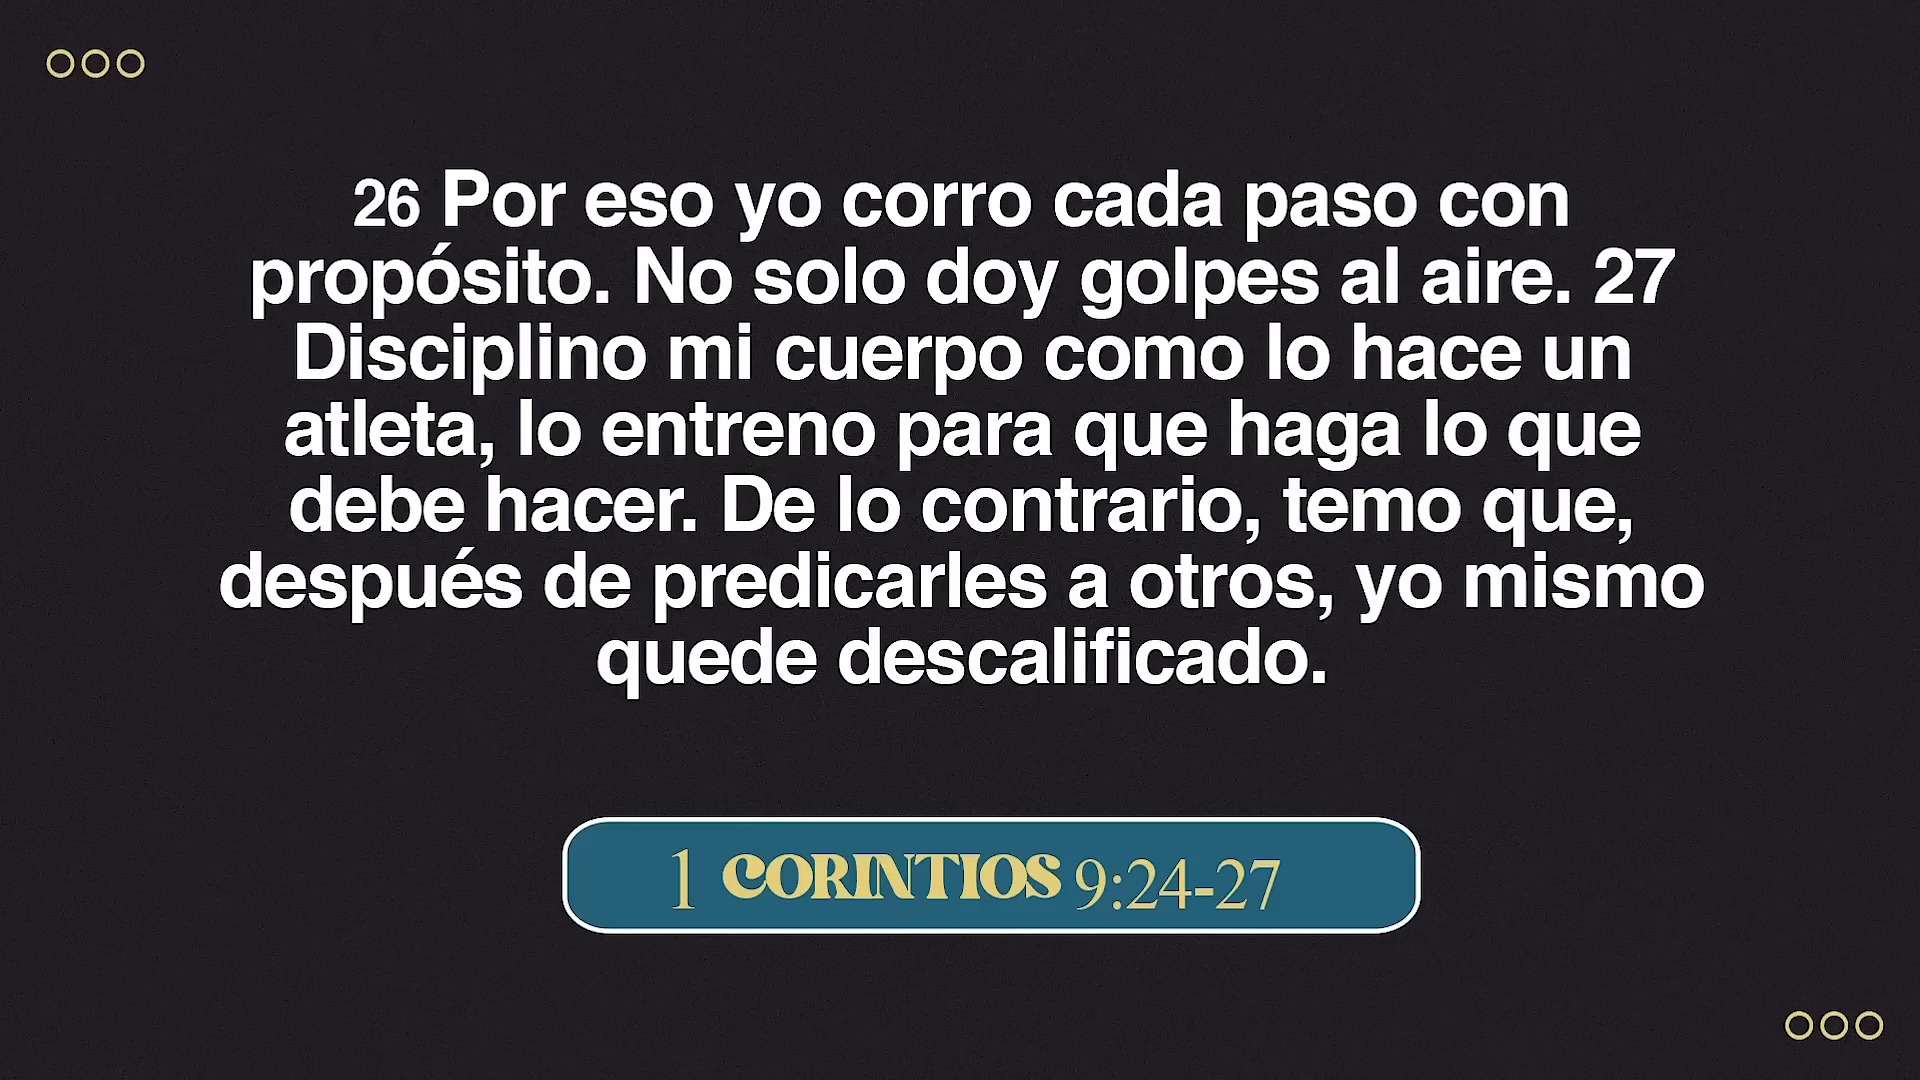 26 Por eso yo corro cada paso con
propósito. No solo doy golpes al aire. 27
Disciplino mi cuerpo como lo hace un
atleta, lo entreno para que haga lo que
debe hacer. De lo contrario, temo que,
después de predicarles a otros, yo mismo
quede descalificado.
1 CORINTIOS 9:24-27